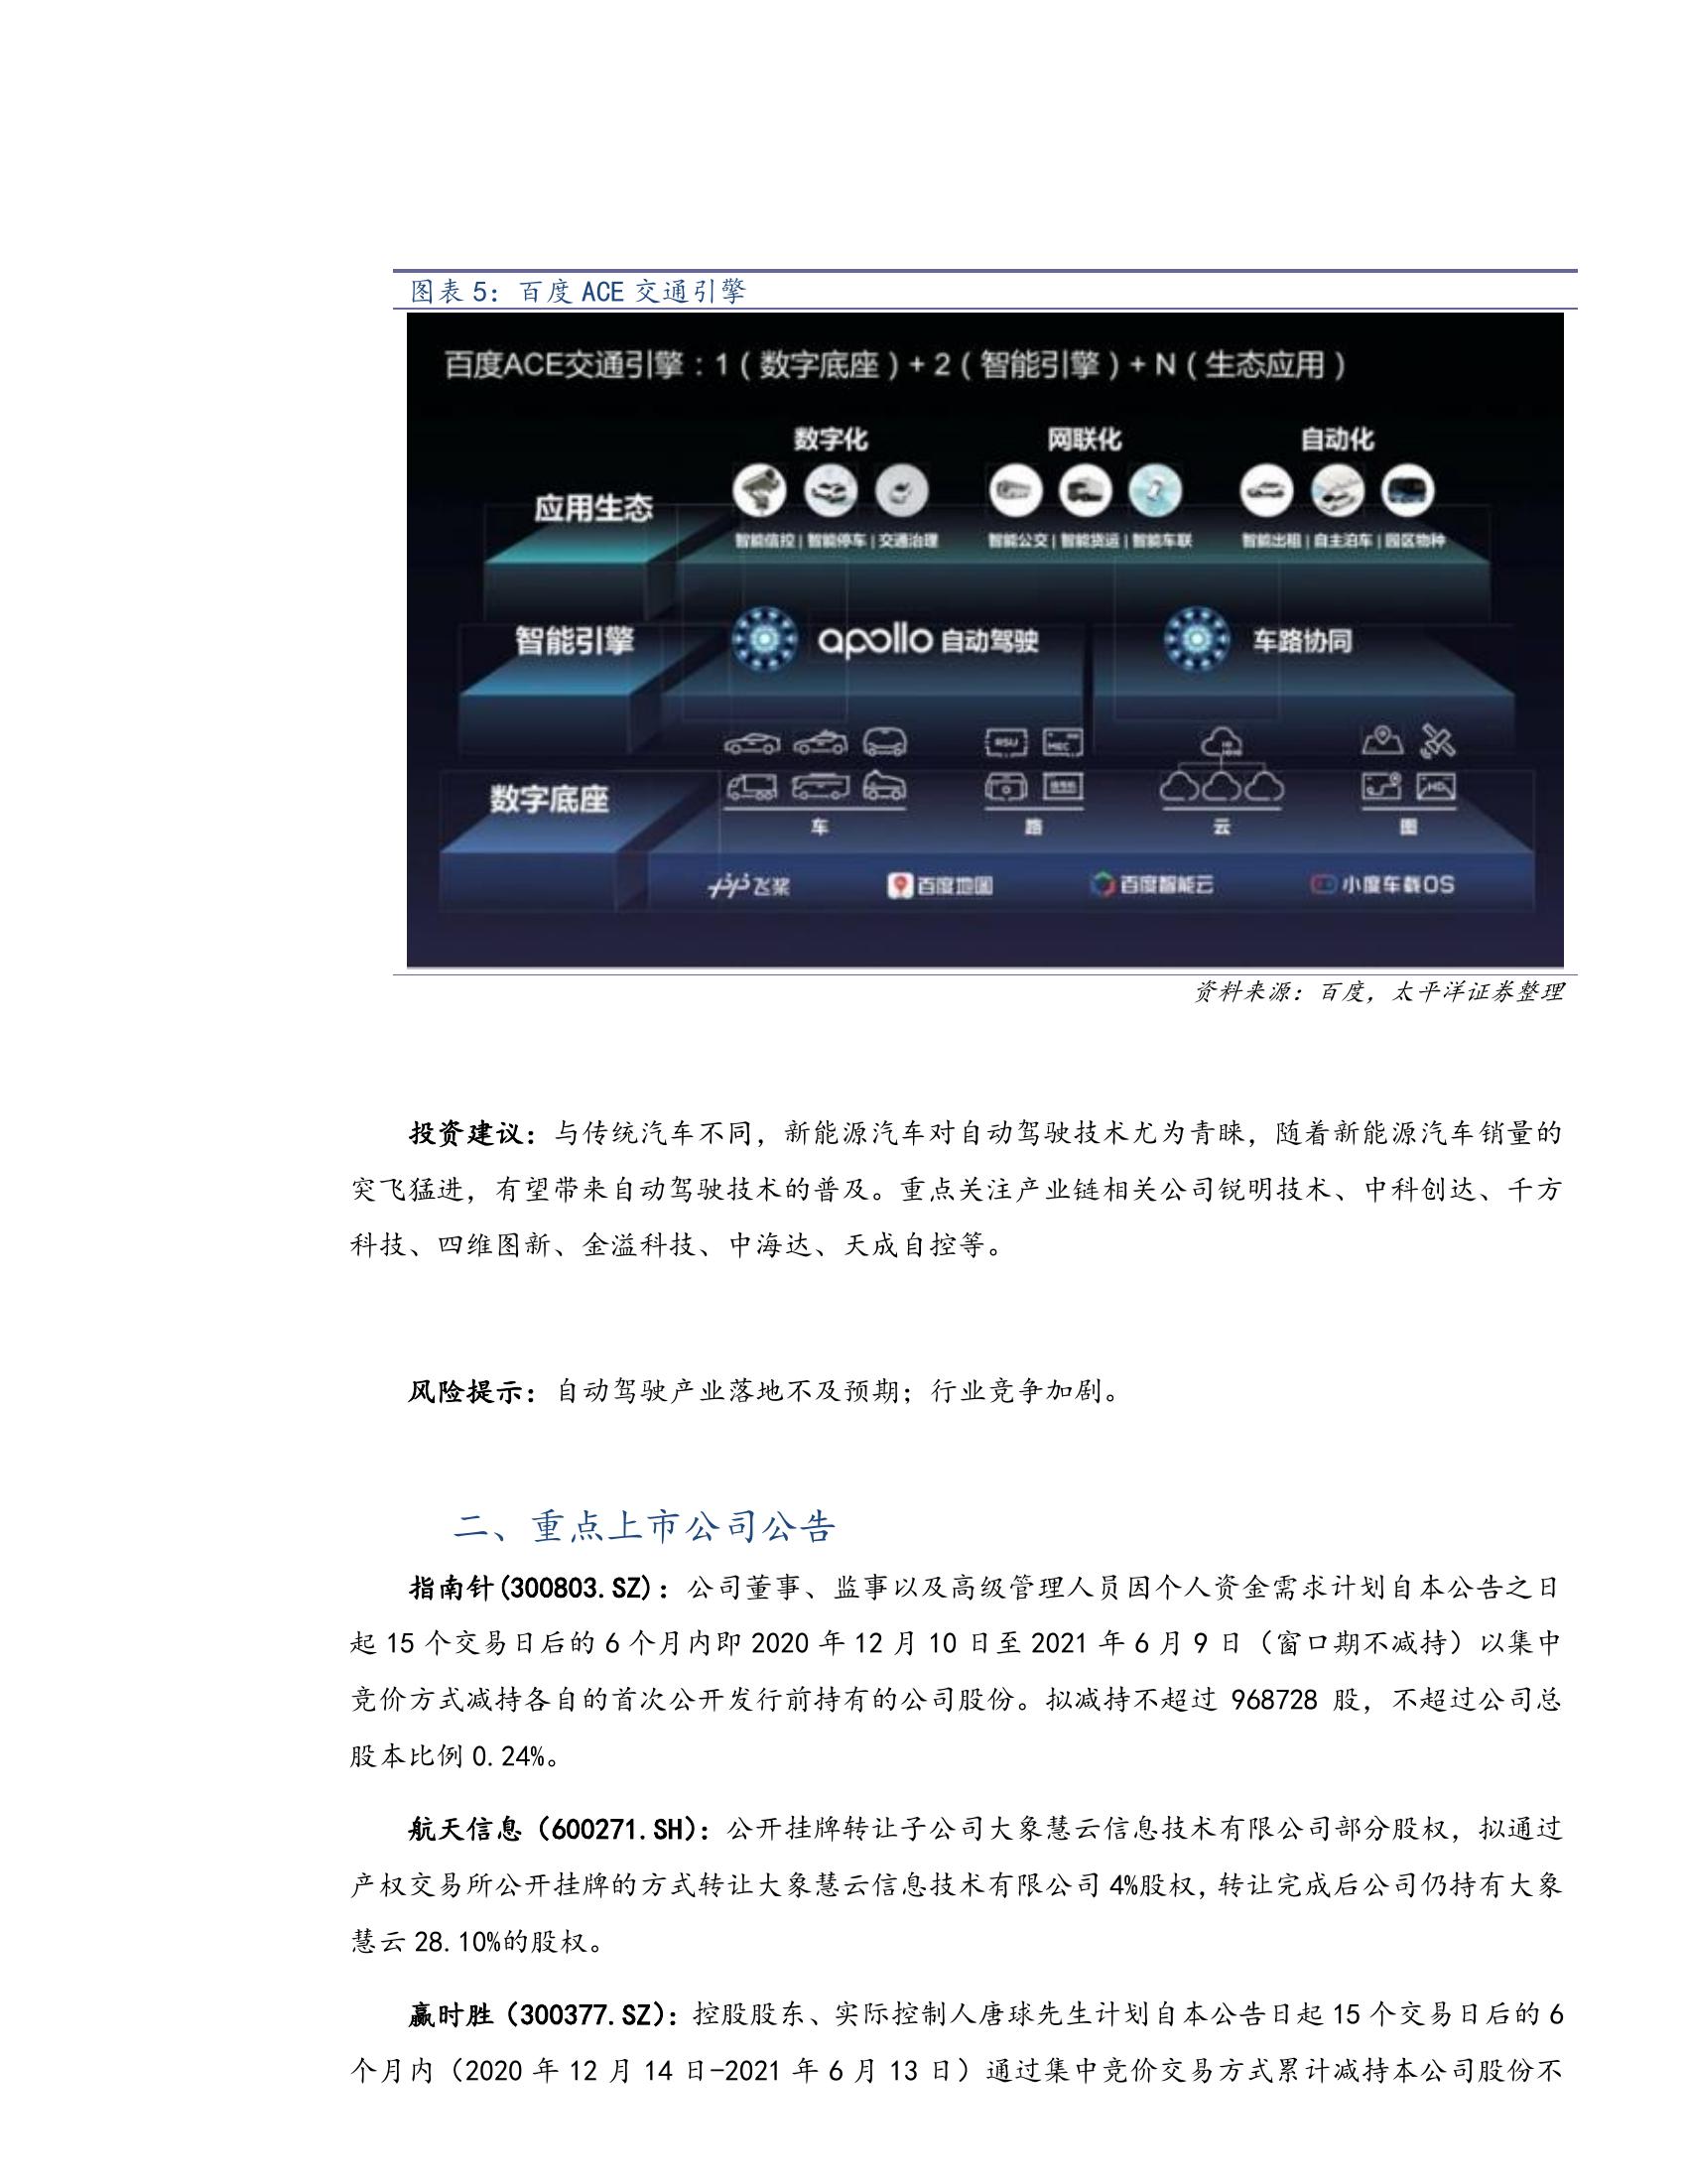 图表 5：百度 ACE 交通引擎
百度ACE交通引擎：1（数字底座）+ 2（智能引擎）+ N（生态应用）
数字化 网联化 自动化
应用生态
智能信控 | 智能停车 | 交通治理 智能公交 | 智能货运 | 智能车联 智能出租 | 自主泊车 | 园区物种
智能引擎 apollo 自动驾驶 车路协同
RSU MEC
数字底座 HD
车 路 云 图
飞桨 百度地图 百度智能云 小度车载OS
资料来源：百度，太平洋证券整理
投资建议：与传统汽车不同，新能源汽车对自动驾驶技术尤为青睐，随着新能源汽车销量的
突飞猛进，有望带来自动驾驶技术的普及。重点关注产业链相关公司锐明技术、中科创达、千方
科技、四维图新、金溢科技、中海达、天成自控等。
风险提示：自动驾驶产业落地不及预期；行业竞争加剧。
二、重点上市公司公告
指南针(300803.SZ)：公司董事、监事以及高级管理人员因个人资金需求计划自本公告之日
起 15 个交易日后的 6 个月内即 2020 年 12 月 10 日至 2021 年 6 月 9 日（窗口期不减持）以集中
竞价方式减持各自的首次公开发行前持有的公司股份。拟减持不超过 968728 股，不超过公司总
股本比例 0.24%。
航天信息（600271.SH）：公开挂牌转让子公司大象慧云信息技术有限公司部分股权，拟通过
产权交易所公开挂牌的方式转让大象慧云信息技术有限公司 4%股权，转让完成后公司仍持有大象
慧云 28.10%的股权。
赢时胜（300377.SZ）：控股股东、实际控制人唐球先生计划自本公告日起 15 个交易日后的 6
个月内（2020 年 12 月 14 日-2021 年 6 月 13 日）通过集中竞价交易方式累计减持本公司股份不